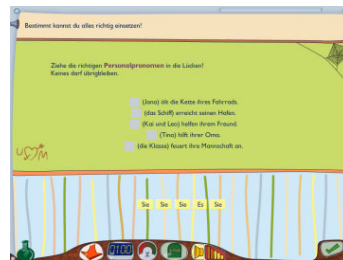 Bestimmt kannst du alles richtig einsetzen!
Ziehe die richtigen Personalpronomen in die Lücken!
Keines darf übrigbleiben.
(Jana) ölt die Kette ihres Fahrrads.
(das Schiff) erreicht seinen Hafen.
(Kai und Leo) helfen ihrem Freund.
(Tina) hilft ihrer Oma.
(die Klasse) feuert ihre Mannschaft an.
Sie Sie Sie Es Sie